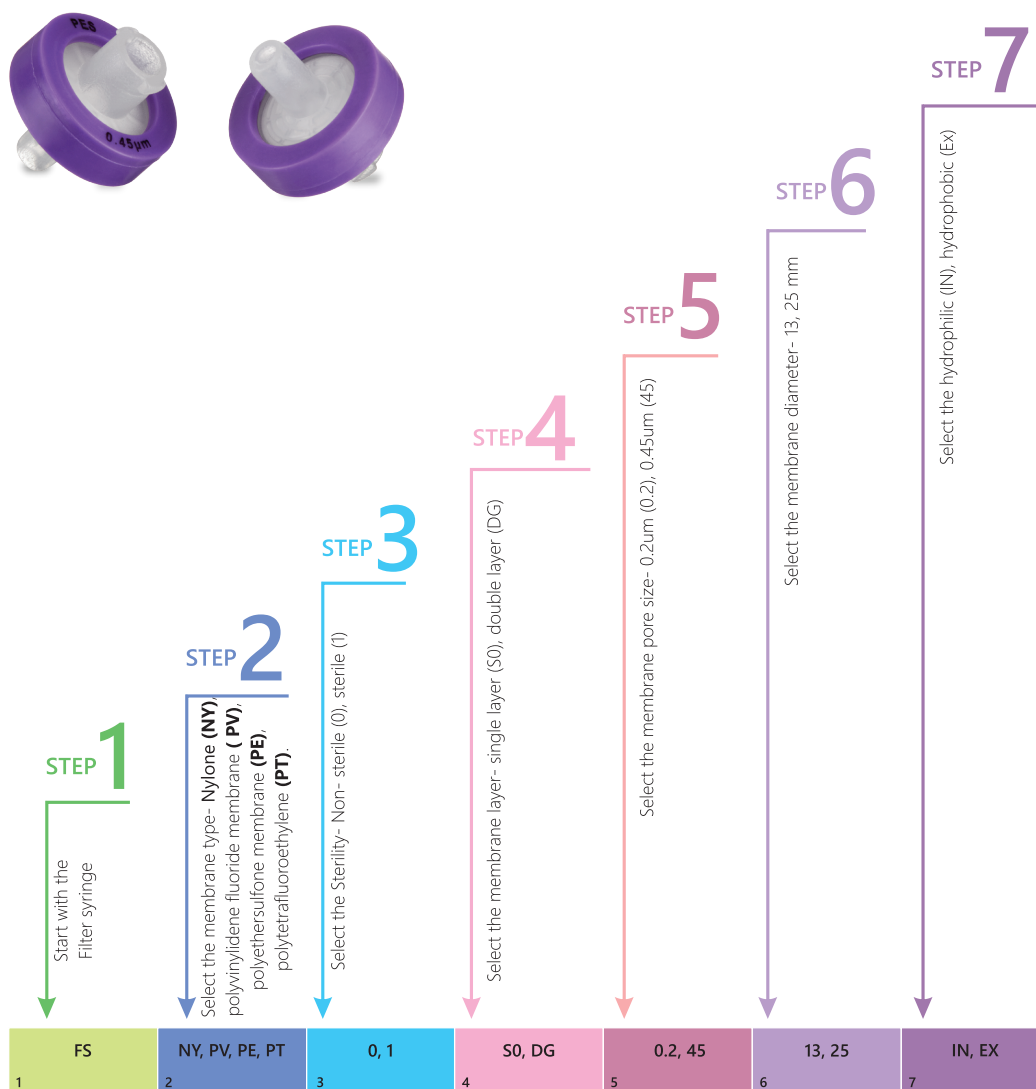 PES
0.45µm
STEP 1
Start with the
Filter syringe
STEP 2
Select the membrane type- Nylone (NY),
polyvinylidene fluoride membrane ( PV),
polyethersulfone membrane (PE),
polytetrafluoroethylene (PT).
STEP 3
Select the Sterility- Non- sterile (0), sterile (1)
STEP 4
Select the membrane layer- single layer (S0), double layer (DG)
STEP 5
Select the membrane pore size- 0.2um (0.2), 0.45um (45)
STEP 6
Select the membrane diameter- 13, 25 mm
STEP 7
Select the hydrophilic (IN), hydrophobic (Ex)
FS
1
NY, PV, PE, PT
2
0, 1
3
S0, DG
4
0.2, 45
5
13, 25
6
IN, EX
7